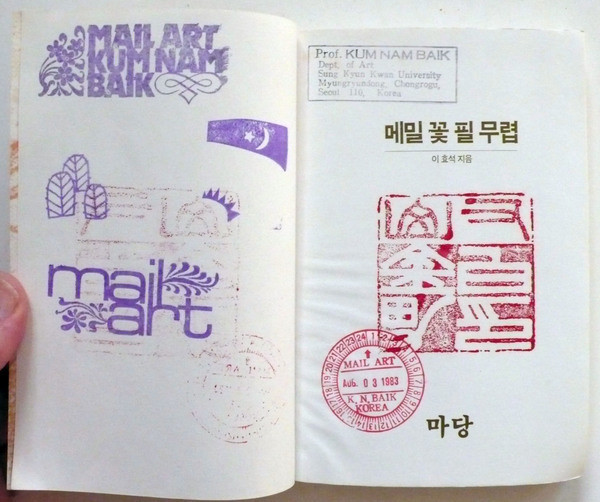 MAIL ART
KUM NAM
BAIK
mail
art
Prof. KUM NAM BAIK
Dept. of Art
Sung Kyun Kwan University
Myungryundong, Chongrogu,
Seoul 110, Korea
메밀 꽃 필 무렵
이 효석 지음
MAIL ART
AUG. 03 1983
K. N. BAIK
KOREA
마당